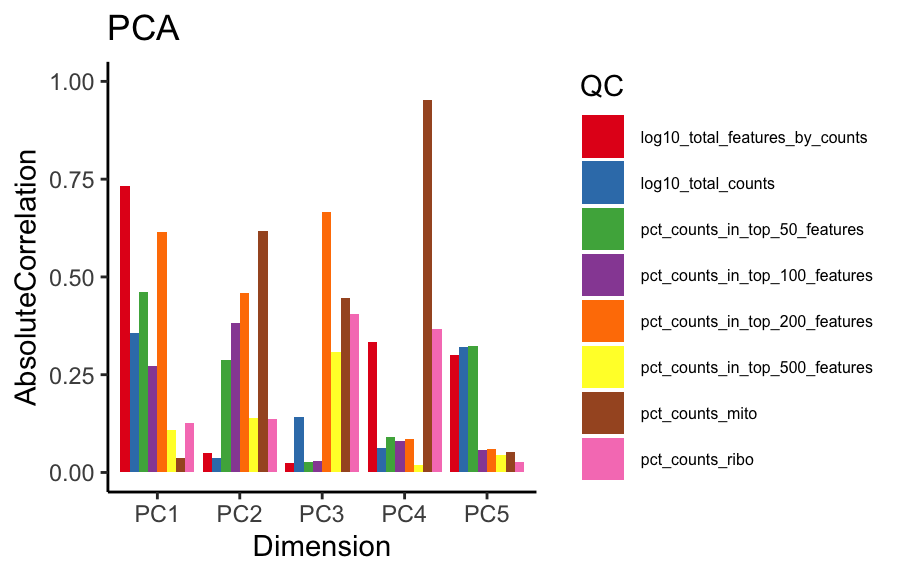 PCA
AbsoluteCorrelation
1.00
0.75
0.50
0.25
0.00
PC1 PC2 PC3 PC4 PC5
Dimension
QC
log10_total_features_by_counts
log10_total_counts
pct_counts_in_top_50_features
pct_counts_in_top_100_features
pct_counts_in_top_200_features
pct_counts_in_top_500_features
pct_counts_mito
pct_counts_ribo